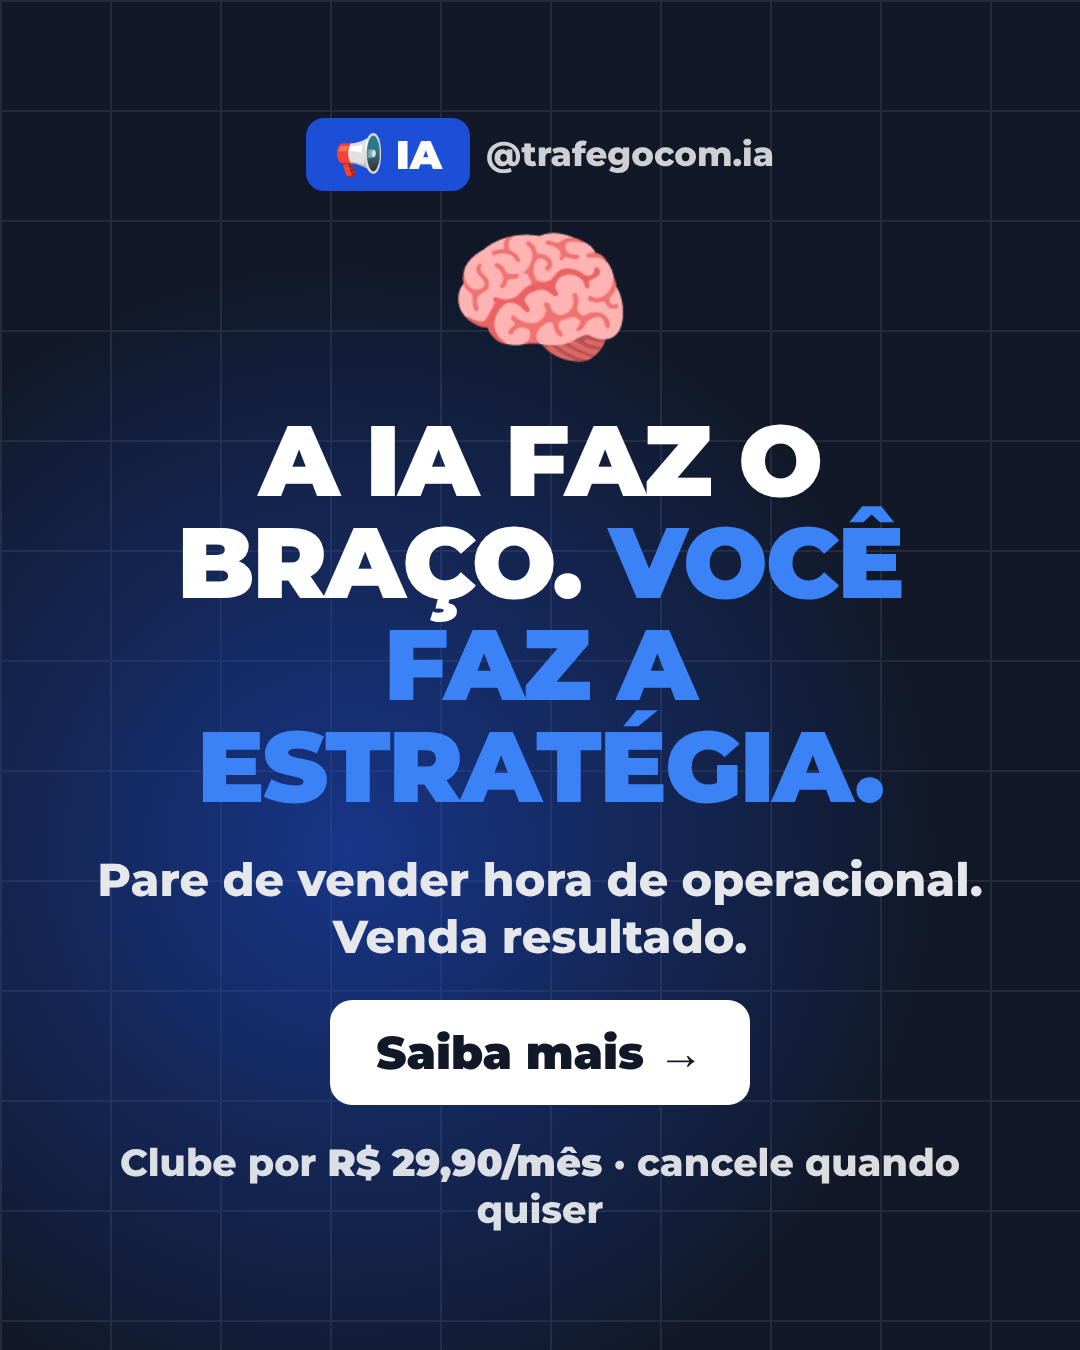 📢 IA @trafegocom.ia
A IA FAZ O
BRAÇO. VOCÊ
FAZ A
ESTRATÉGIA.
Pare de vender hora de operacional.
Venda resultado.
Saiba mais →
Clube por R$ 29,90/mês · cancele quando
quiser